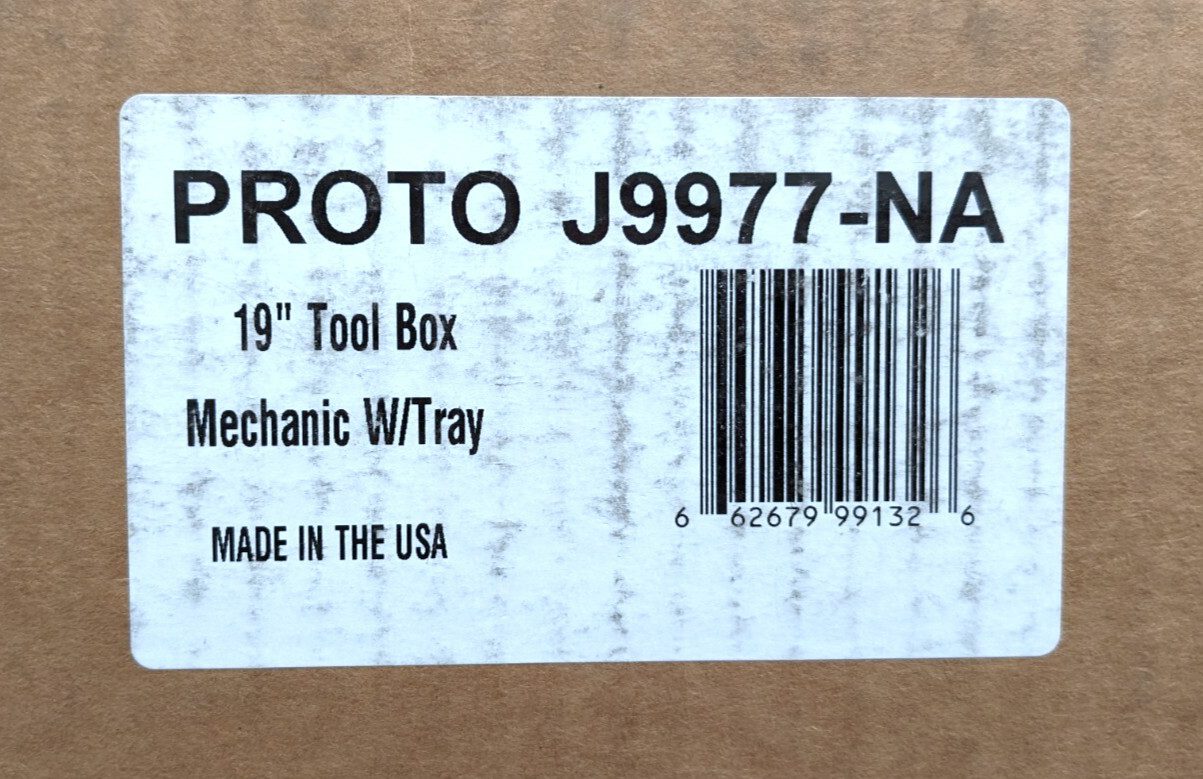 PROTO J9977-NA
19" Tool Box
Mechanic W/Tray
MADE IN THE USA
6 62679 99132 6